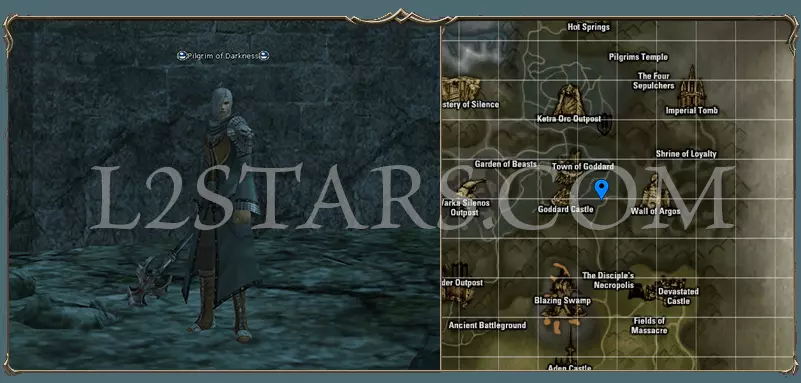 Pilgrim of Darkness
L2STARS.COM
Hot Springs
Pilgrims Temple
The Four
Sepulchers
Imperial Tomb
stery of Silence
Ketra Orc Outpost
Shrine of Loyalty
Garden of Beasts
Town of Goddard
Varka Silenos
Outpost
Goddard Castle
Wall of Argos
The Disciple's
Necropolis
der Outpost
Devastated
Castle
Blazing Swamp
Ancient Battleground
Fields of
Massacre
Aden Castle